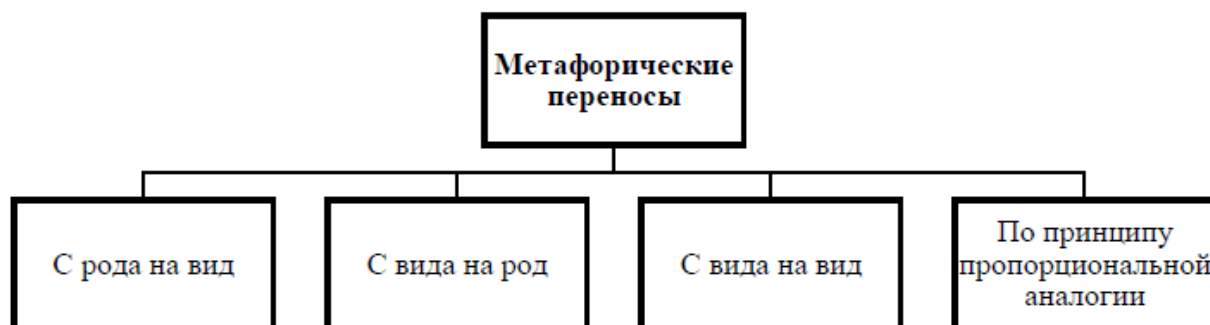 Метафорические
переносы
С рода на вид
С вида на род
С вида на вид
По принципу
пропорциональной
аналогии